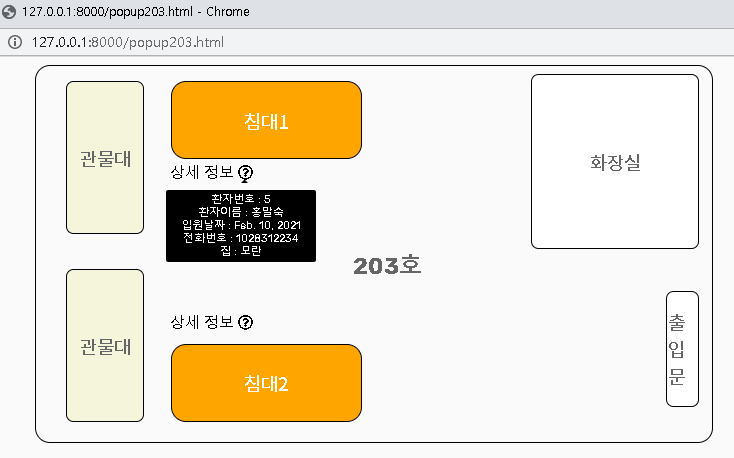 127.0.0.1:8000/popup203.html - Chrome
127.0.0.1:8000/popup203.html
관물대
침대1
화장실
상세 정보 ?
환자번호 : 5
환자이름 : 홍말숙
입원날짜 : Feb. 10, 2021
전화번호 : 1028312234
집 : 모란
203호
관물대
상세 정보 ?
침대2
출
입
문